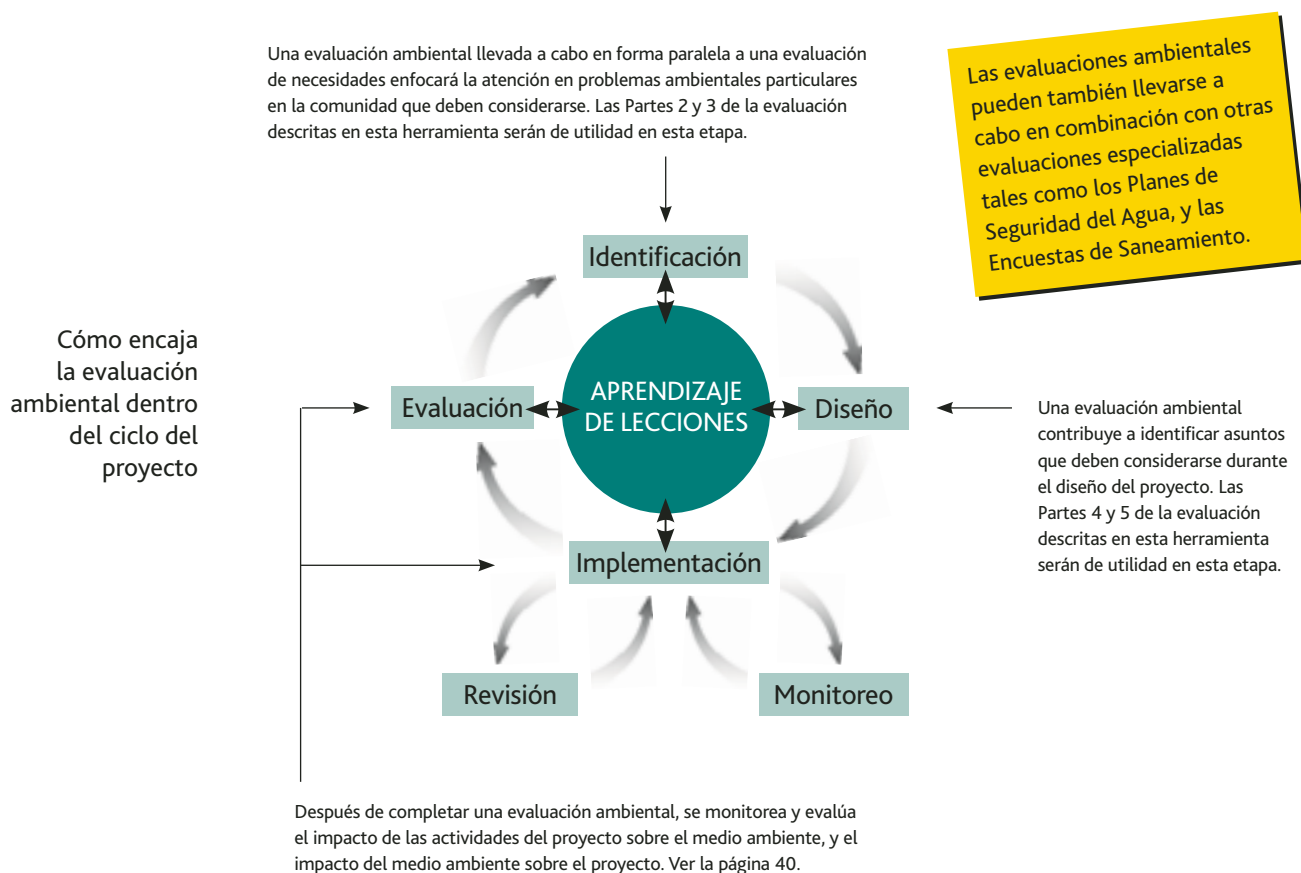 Una evaluación ambiental llevada a cabo en forma paralela a una evaluación
de necesidades enfocará la atención en problemas ambientales particulares
en la comunidad que deben considerarse. Las Partes 2 y 3 de la evaluación
descritas en esta herramienta serán de utilidad en esta etapa.
Las evaluaciones ambientales
pueden también llevarse a
cabo en combinación con otras
evaluaciones especializadas
tales como los Planes de
Seguridad del Agua, y las
Encuestas de Saneamiento.
Cómo encaja
la evaluación
ambiental dentro
del ciclo del
proyecto
Identificación
Evaluación
APRENDIZAJE
DE LECCIONES
Diseño
Una evaluación ambiental
contribuye a identificar asuntos
que deben considerarse durante
el diseño del proyecto. Las
Partes 4 y 5 de la evaluación
descritas en esta herramienta
serán de utilidad en esta etapa.
Implementación
Revisión
Monitoreo
Después de completar una evaluación ambiental, se monitorea y evalúa
el impacto de las actividades del proyecto sobre el medio ambiente, y el
impacto del medio ambiente sobre el proyecto. Ver la página 40.